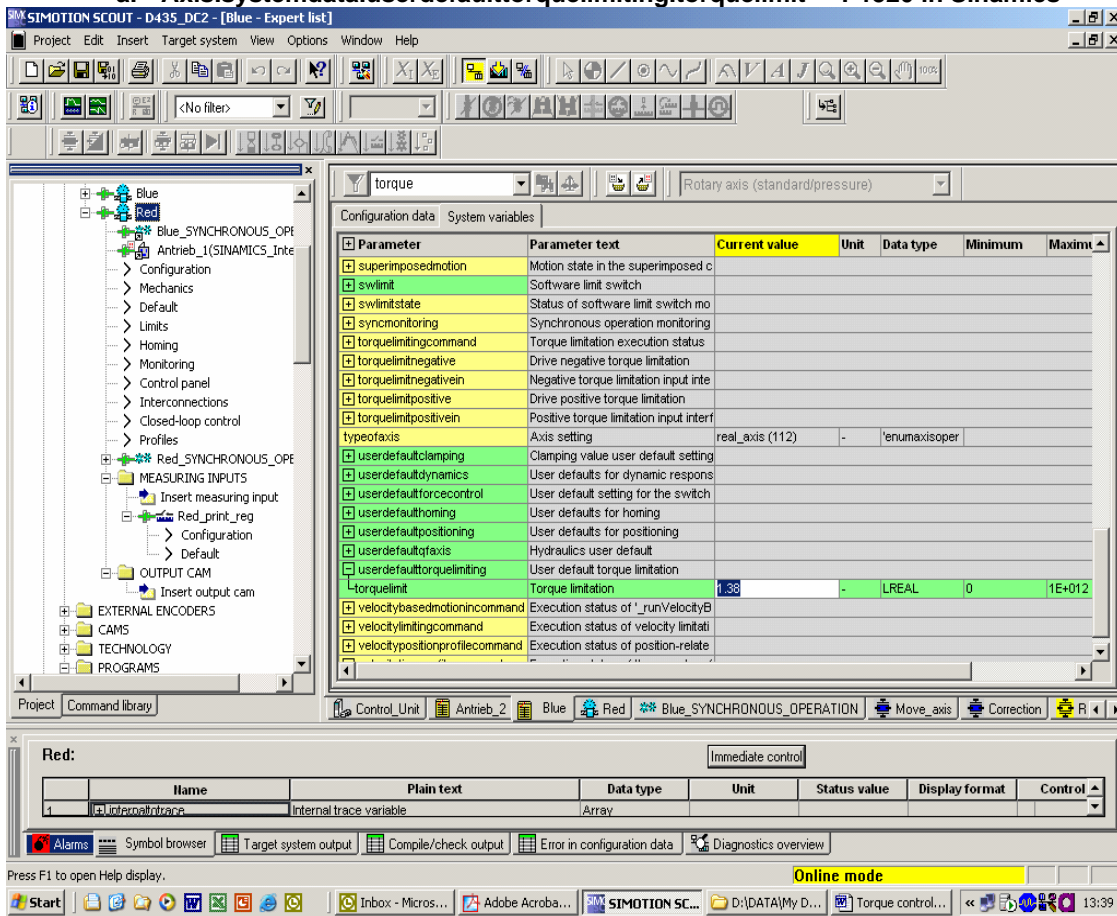 a. Axis.systemdata.userdefaulttorquelimiting.torquelimit = P1520 in Sinamics
SIMOTION SCOUT - D435_DC2 - [Blue - Expert list]
Project Edit Insert Target system View Options Window Help
<No filter>
torque
Rotary axis (standard/pressure)
Configuration data System variables
Parameter Parameter text Current value Unit Data type Minimum Maximu
superimposedmotion Motion state in the superimposed c
swlimit Software limit switch
swlimitstate Status of software limit switch mo
syncmonitoring Synchronous operation monitoring
torquelimitingcommand Torque limitation execution status
torquelimitnegative Drive negative torque limitation
torquelimitnegativein Negative torque limitation input inte
torquelimitpositive Drive positive torque limitation
torquelimitpositivein Positive torque limitation input interf
typeofaxis Axis setting real_axis (112) - 'enumaxisoper
userdefaultclamping Clamping value user default setting
userdefaultdynamics User defaults for dynamic respons
userdefaultforcecontrol User default setting for the switch
userdefaulthoming User defaults for homing
userdefaultpositioning User defaults for positioning
userdefaultqfaxis Hydraulics user default
userdefaulttorquelimiting User default torque limitation
torquelimit Torque limitation 1.38 - LREAL 0 1E+012
velocitybasedmotionincommand Execution status of '_runVelocityB
velocitylimitingcommand Execution status of velocity limitati
velocitypositionprofilecommand Execution status of position-relate
Blue
Red
Blue_SYNCHRONOUS_OPE
Antrieb_1(SINAMICS_Inte
Configuration
Mechanics
Default
Limits
Homing
Monitoring
Control panel
Interconnections
Closed-loop control
Profiles
Red_SYNCHRONOUS_OPE
MEASURING INPUTS
Insert measuring input
Red_print_reg
Configuration
Default
OUTPUT CAM
Insert output cam
EXTERNAL ENCODERS
CAMS
TECHNOLOGY
PROGRAMS
Project Command library
Control_Unit Antrieb_2 Blue Red Blue_SYNCHRONOUS_OPERATION Move_axis Correction R
Red:
Immediate control
Name Plain text Data type Unit Status value Display format Control
1 internaltotrace Internal trace variable Array
Alarms Symbol browser Target system output Compile/check output Error in configuration data Diagnostics overview
Press F1 to open Help display.
Online mode
Start Inbox - Micros... Adobe Acroba... SIMOTION SC... D:\DATA\My D... Torque control... 13:39